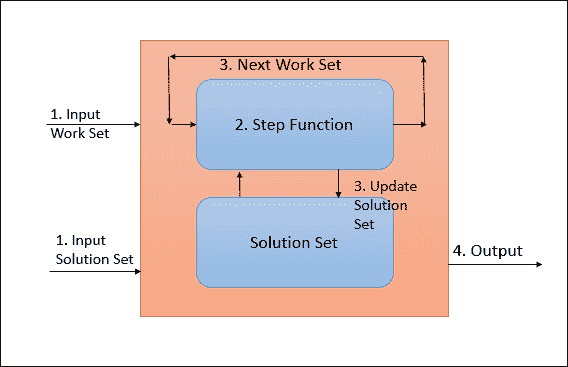 3. Next Work Set
1. Input
Work Set
2. Step Function
3. Update
Solution
Set
1. Input
Solution Set
Solution Set
4. Output